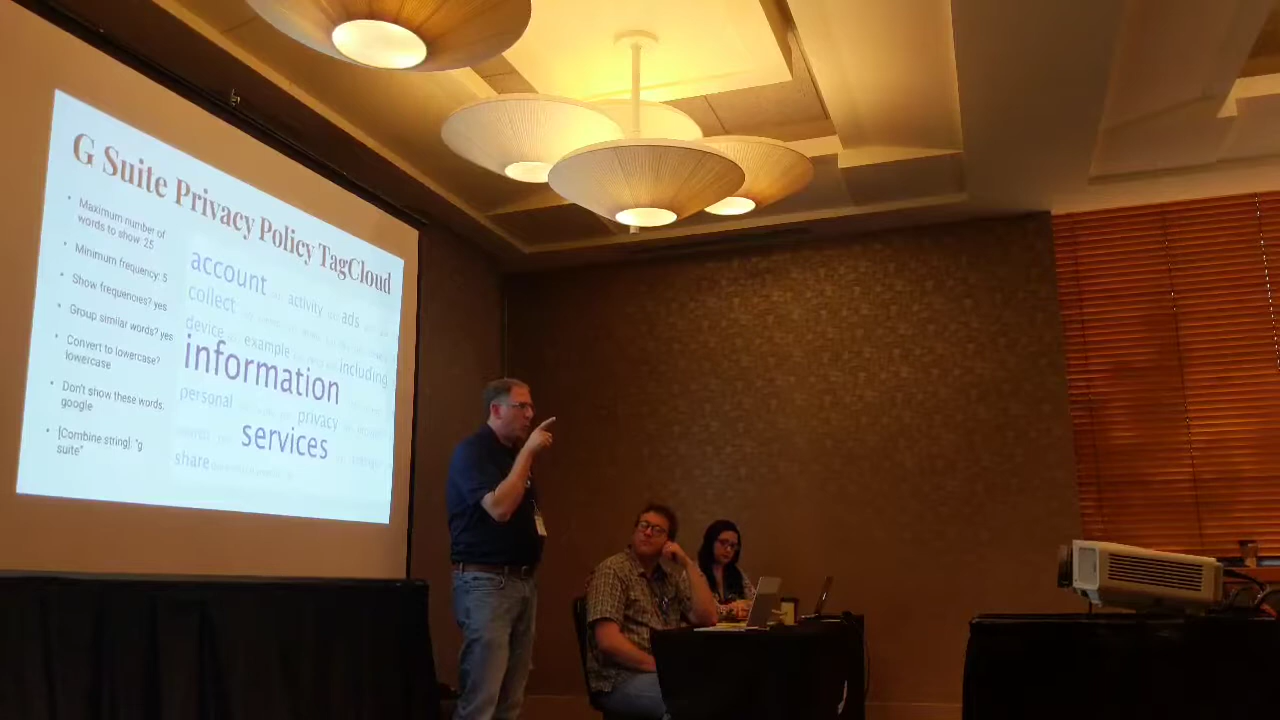 G Suite Privacy Policy TagCloud
• Maximum number of
words to show: 25
• Minimum frequency: 5
• Show frequencies? yes
• Group similar words? yes
• Convert to lowercase?
lowercase
• Don't show these words:
google
• [Combine string]: "g
suite"
account
activity
collect
ads
device
example
including
information
personal
privacy
services
share